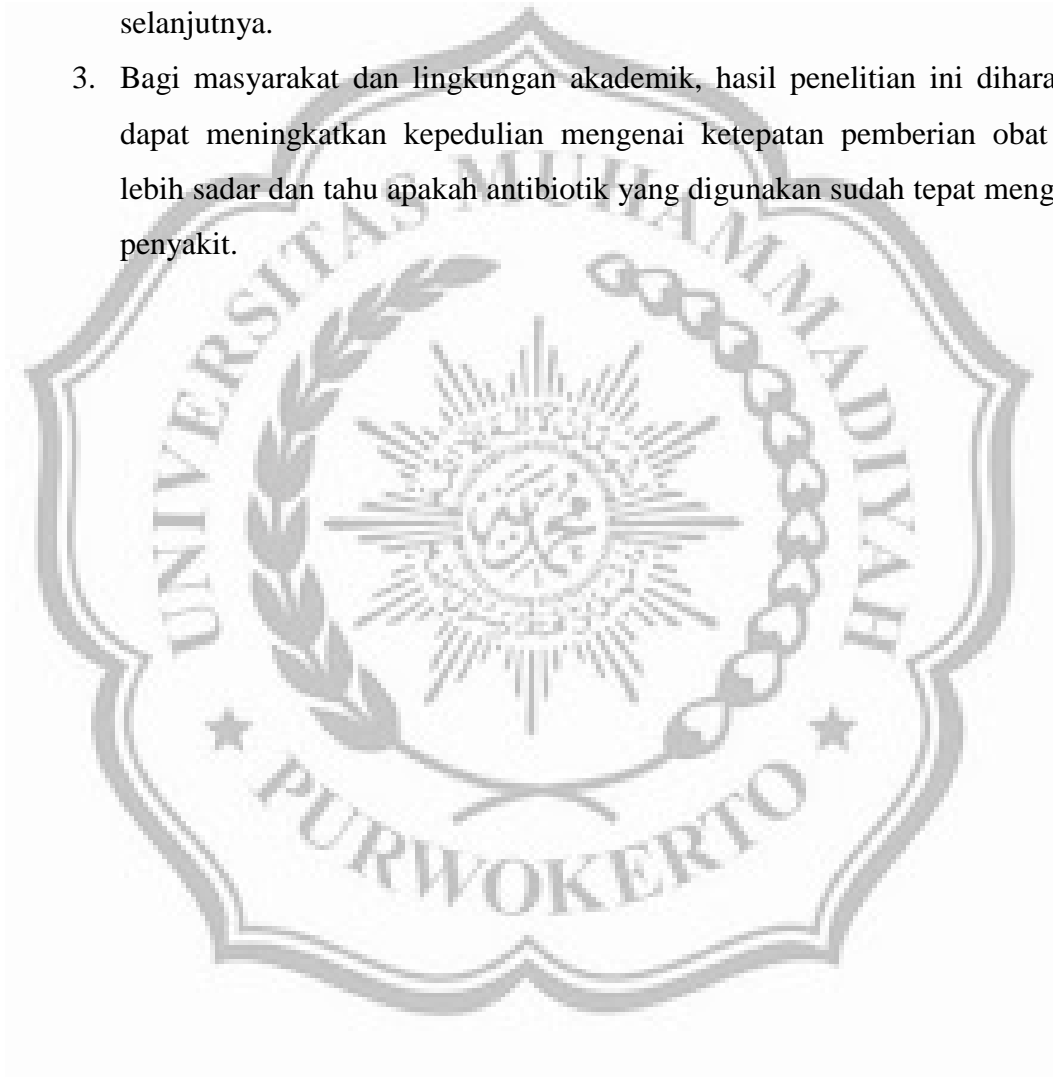 selanjutnya.
3. Bagi masyarakat dan lingkungan akademik, hasil penelitian ini dihara
dapat meningkatkan kepedulian mengenai ketepatan pemberian obat
lebih sadar dan tahu apakah antibiotik yang digunakan sudah tepat meng
penyakit.
UNIVERSITAS MUHAMMADIYAH
PURWOKERTO